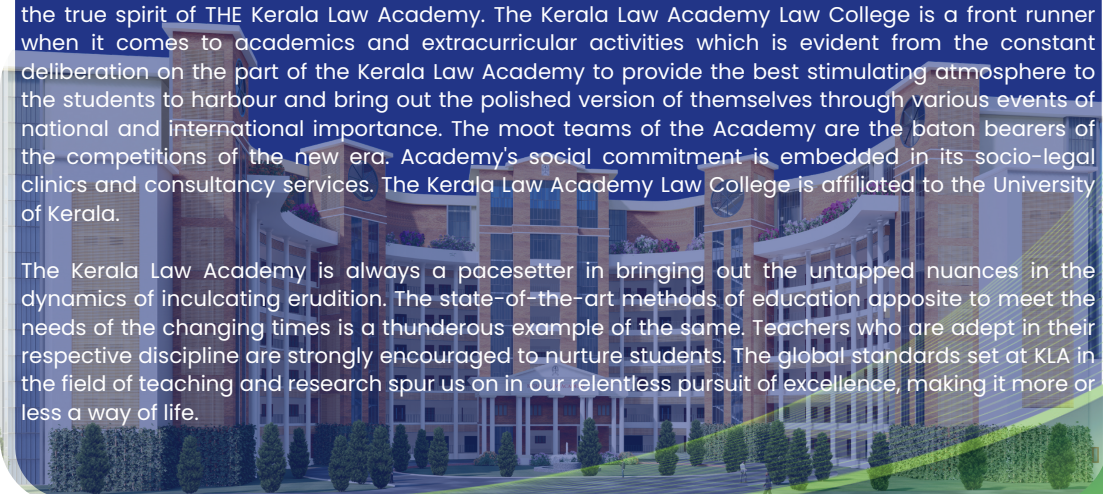 the true spirit of THE Kerala Law Academy. The Kerala Law Academy Law College is a front runner
when it comes to academics and extracurricular activities which is evident from the constant
deliberation on the part of the Kerala Law Academy to provide the best stimulating atmosphere to
the students to harbour and bring out the polished version of themselves through various events of
national and international importance. The moot teams of the Academy are the baton bearers of
the competitions of the new era. Academy's social commitment is embedded in its socio-legal
clinics and consultancy services. The Kerala Law Academy Law College is affiliated to the University
of Kerala.
The Kerala Law Academy is always a pacesetter in bringing out the untapped nuances in the
dynamics of inculcating erudition. The state-of-the-art methods of education apposite to meet the
needs of the changing times is a thunderous example of the same. Teachers who are adept in their
respective discipline are strongly encouraged to nurture students. The global standards set at KLA in
the field of teaching and research spur us on in our relentless pursuit of excellence, making it more or
less a way of life.